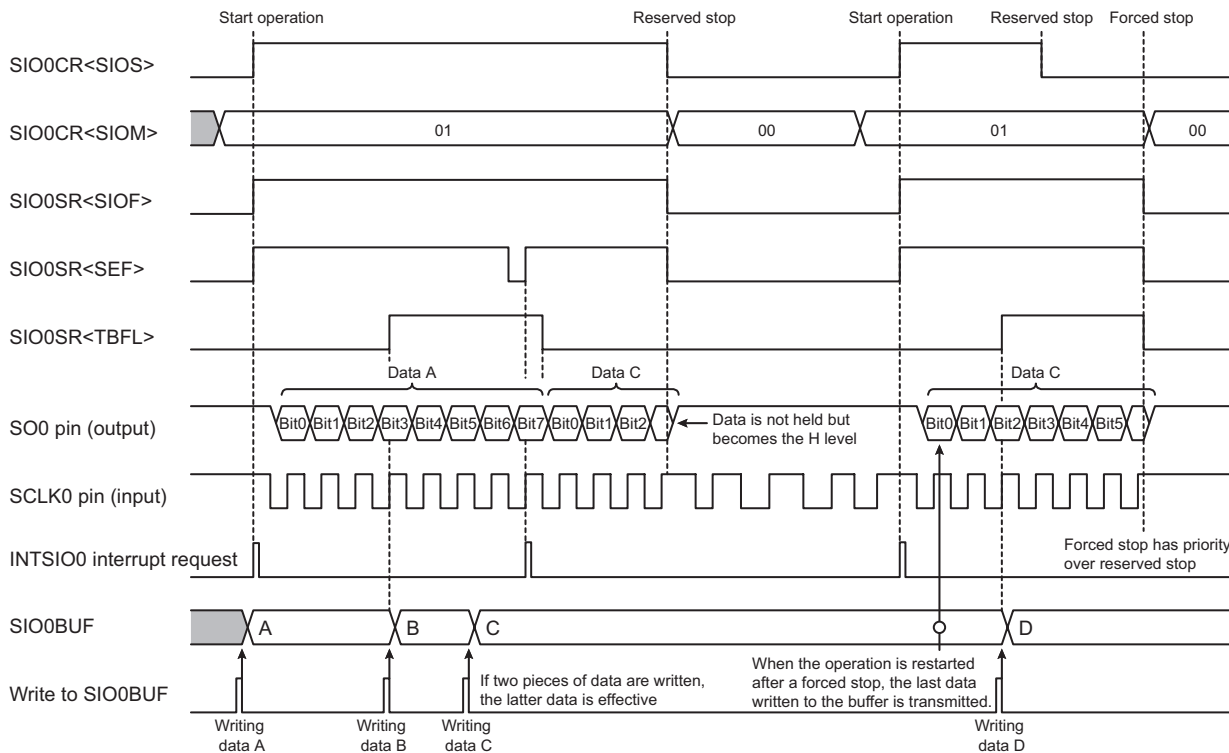 Start operation
Reserved stop
Start operation
Reserved stop
Forced stop
SIO0CR<SIOS>
SIO0CR<SIOM>
01
00
01
00
SIO0SR<SIOF>
SIO0SR<SEF>
SIO0SR<TBFL>
Data A
Data C
Data C
SO0 pin (output)
Bit0 Bit1 Bit2 Bit3 Bit4 Bit5 Bit6 Bit7 Bit0 Bit1 Bit2
Data is not held but
becomes the H level
Bit0 Bit1 Bit2 Bit3 Bit4 Bit5
SCLK0 pin (input)
INTSIO0 interrupt request
Forced stop has priority
over reserved stop
SIO0BUF
A
B
C
D
Write to SIO0BUF
If two pieces of data are written,
the latter data is effective
When the operation is restarted
after a forced stop, the last data
written to the buffer is transmitted.
Writing
data A
Writing
data B
Writing
data C
Writing
data D